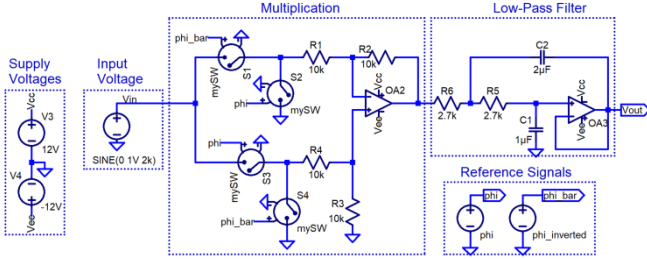 Multiplication
Low-Pass Filter
Supply Voltages
Input Voltage
phi_bar
mySW
S1
S2
phi
mySW
R1
10k
R2
10k
OA2
Vcc
Vee
R6
2.7k
R5
2.7k
C2
2µF
C1
1µF
Vcc
Vee
OA3
Vout
Vcc
V3
12V
V4
-12V
Vee
Vin
SINE(0 1V 2k)
phi
mySW
S3
S4
phi_bar
mySW
R4
10k
R3
10k
Reference Signals
phi
phi
phi_bar
phi_inverted